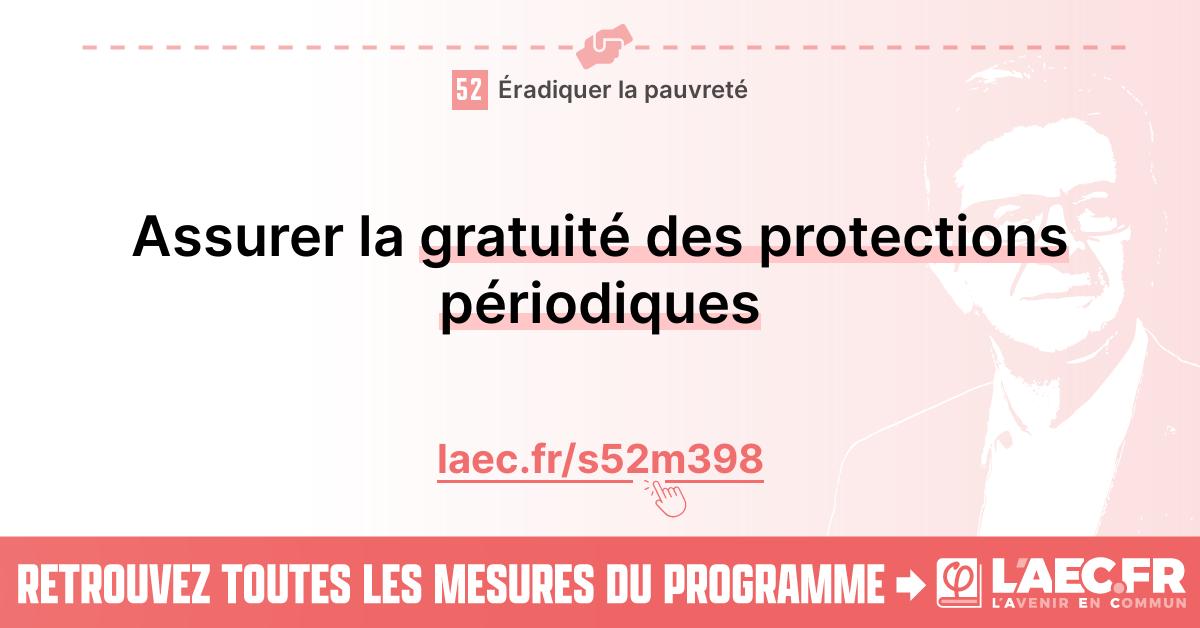 52 Éradiquer la pauvreté
Assurer la gratuité des protections
périodiques
laec.fr/s52m398
RETROUVEZ TOUTES LES MESURES DU PROGRAMME
L'AEC.FR
L'AVENIR EN COMMUN